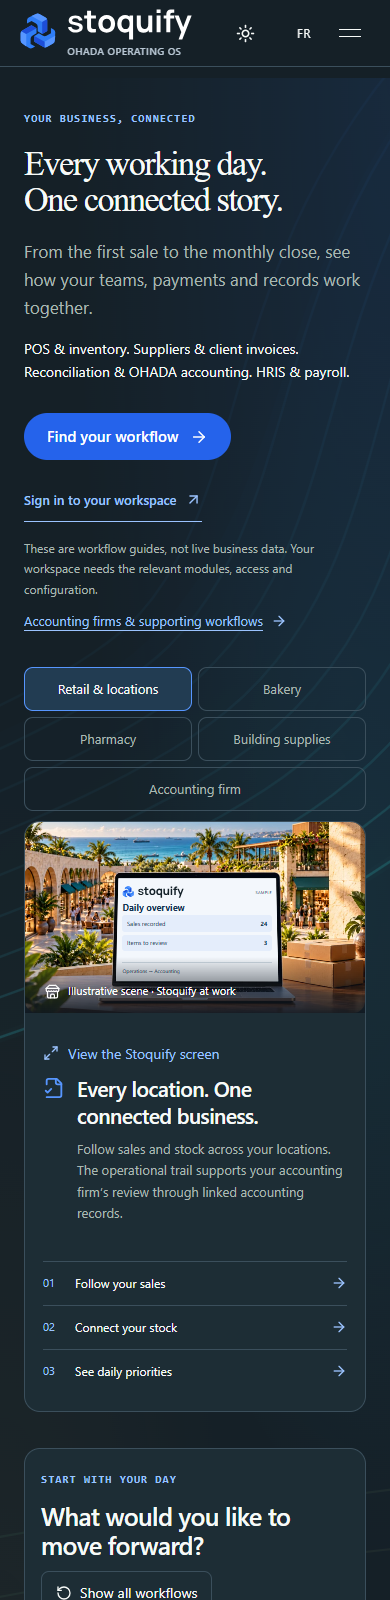 stoquify
OHADA OPERATING OS
FR
YOUR BUSINESS, CONNECTED
Every working day.
One connected story.
From the first sale to the monthly close, see
how your teams, payments and records work
together.
POS & inventory. Suppliers & client invoices.
Reconciliation & OHADA accounting. HRIS & payroll.
Find your workflow
Sign in to your workspace
These are workflow guides, not live business data. Your
workspace needs the relevant modules, access and
configuration.
Accounting firms & supporting workflows
Retail & locations
Bakery
Pharmacy
Building supplies
Accounting firm
stoquify
SAMPLE
Daily overview
Sales recorded 24
Items to review 3
Operations — Accounting
Illustrative scene · Stoquify at work
View the Stoquify screen
Every location. One
connected business.
Follow sales and stock across your locations.
The operational trail supports your accounting
firm's review through linked accounting
records.
01 Follow your sales
02 Connect your stock
03 See daily priorities
START WITH YOUR DAY
What would you like to
move forward?
Show all workflows